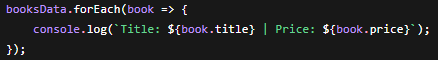 booksData.forEach(book => {
    console.log(`Title: ${book.title} | Price: ${book.price}`);
});